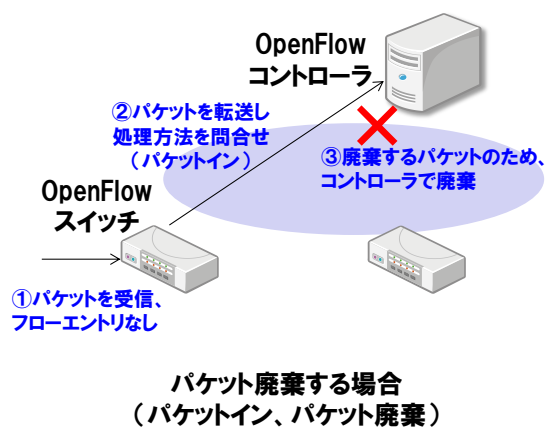 OpenFlow
コントローラ
②パケットを転送し
処理方法を問合せ
（パケットイン）
③廃棄するパケットのため、
コントローラで廃棄
OpenFlow
スイッチ
①パケットを受信、
フローエントリなし
パケット廃棄する場合
（パケットイン、パケット廃棄）